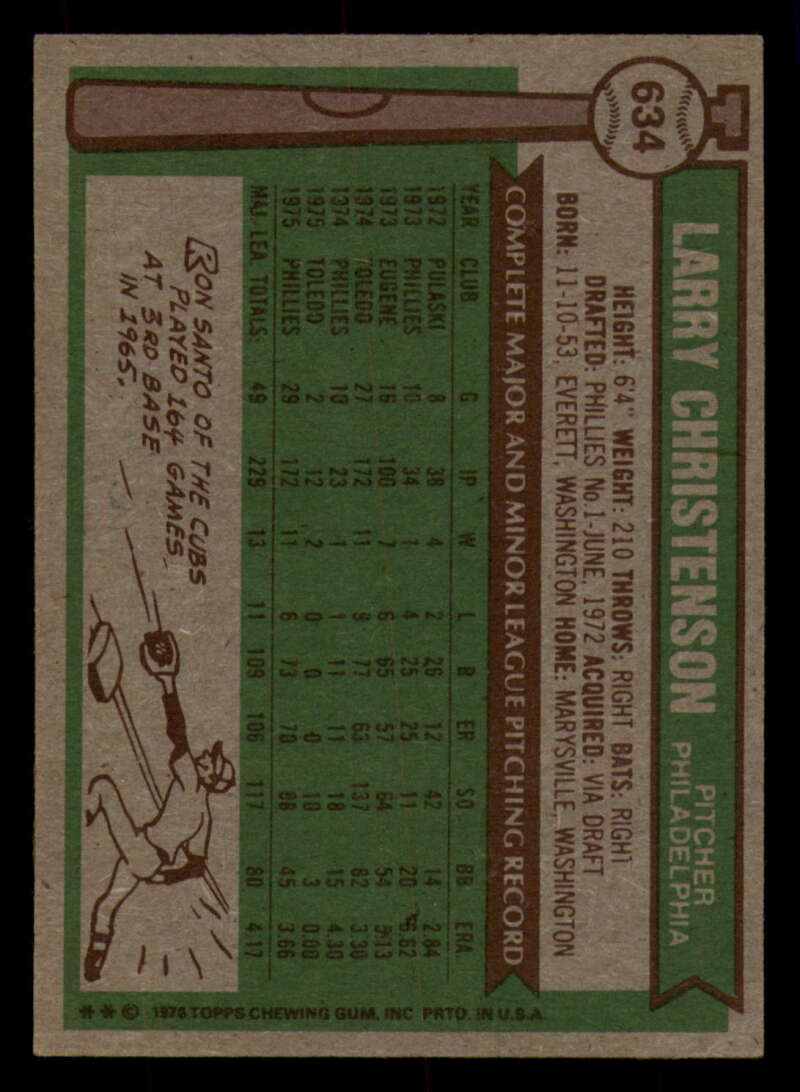 634
LARRY CHRISTENSON
PITCHER
PHILADELPHIA
HEIGHT: 6'4" WEIGHT: 210 THROWS: RIGHT BATS: RIGHT
DRAFTED: PHILLIES No.1-JUNE, 1972 ACQUIRED: VIA DRAFT
BORN: 11-10-53, EVERETT, WASHINGTON HOME: MARYSVILLE, WASHINGTON
COMPLETE MAJOR AND MINOR LEAGUE PITCHING RECORD
YEAR CLUB G IP W L R ER SO BB ERA
1972 PULASKI 8 38 4 2 26 12 42 14 2.84
1973 PHILLIES 10 34 1 4 25 25 11 20 6.62
1973 EUGENE 16 100 7 6 65 57 64 54 5.13
1974 TOLEDO 27 172 11 9 77 63 137 82 3.30
1974 PHILLIES 10 23 1 1 11 11 18 15 4.30
1975 TOLEDO 2 12 2 0 0 0 10 3 0.00
1975 PHILLIES 29 172 11 6 73 70 88 45 3.66
MAJ. LEA. TOTALS: 49 229 13 11 109 106 117 80 4.17
RON SANTO OF THE CUBS
PLAYED 164 GAMES
AT 3RD BASE
IN 1965.
* * © 1976 TOPPS CHEWING GUM, INC PRTD. IN U.S.A.